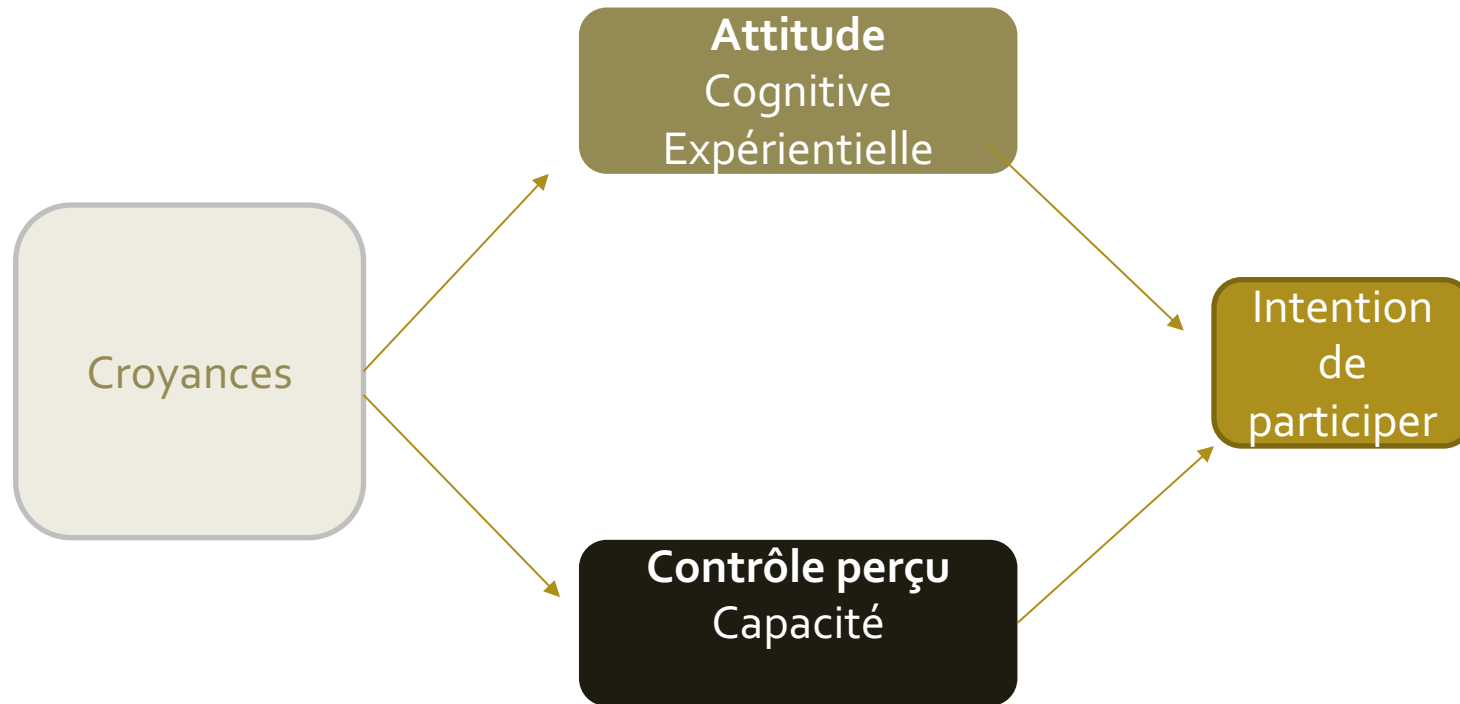 Attitude
Cognitive
Expérientielle
Croyances
Intention
de
participer
Contrôle perçu
Capacité